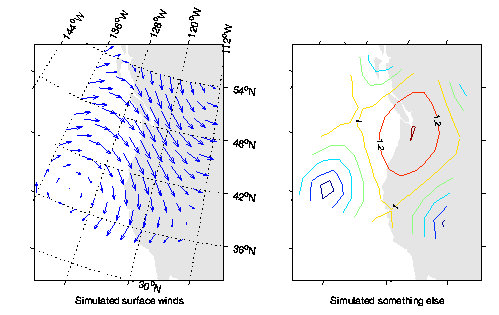 144°W
136°W
128°W
120°W
112°W
54°N
48°N
42°N
36°N
30°N
Simulated surface winds
1
1.2
1.2
1
Simulated something else